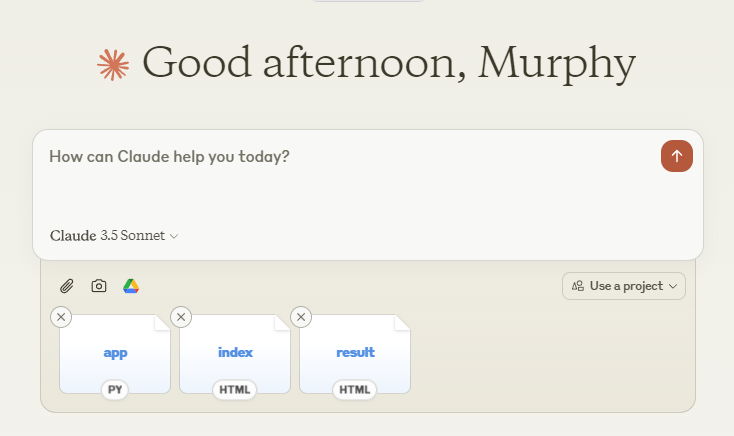 Good afternoon, Murphy
How can Claude help you today?
Claude 3.5 Sonnet
Use a project
app
index
result
PY
HTML
HTML